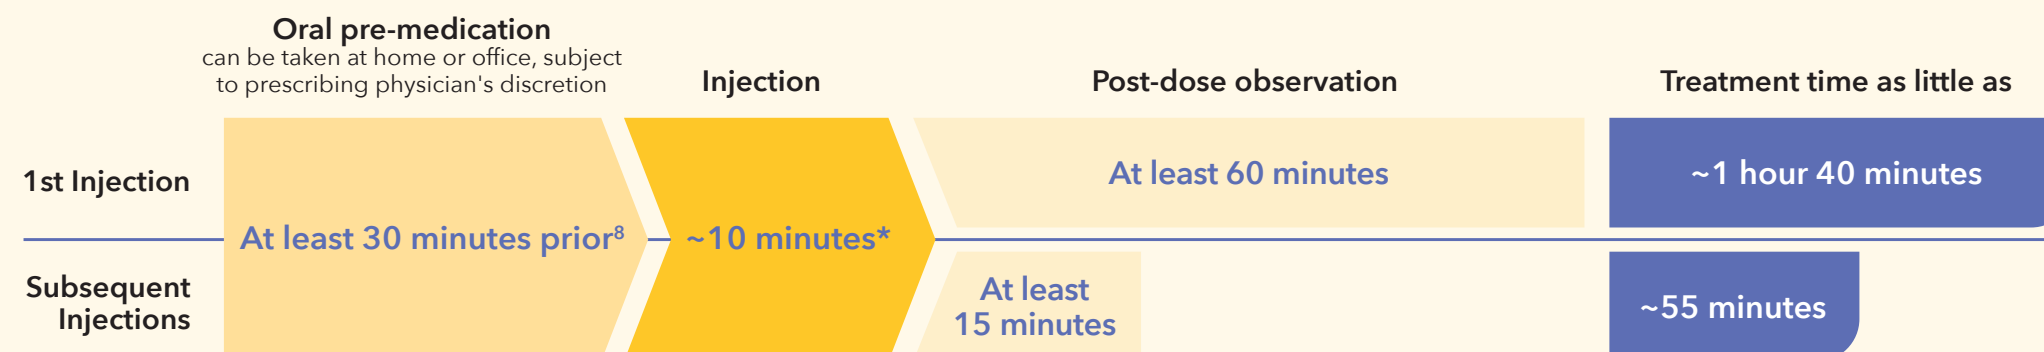 Oral pre-medication
can be taken at home or office, subject
to prescribing physician's discretion
Injection
Post-dose observation
Treatment time as little as
1st Injection
At least 30 minutes prior⁸
~10 minutes*
At least 60 minutes
~1 hour 40 minutes
Subsequent
Injections
At least
15 minutes
~55 minutes